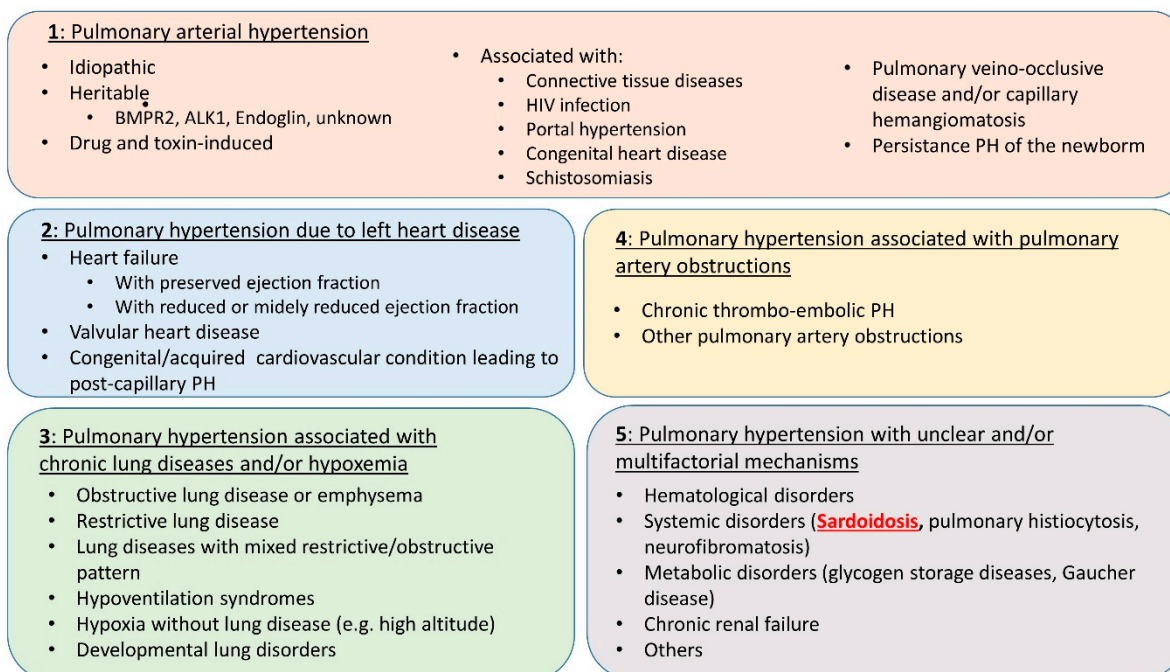 1: Pulmonary arterial hypertension
• Idiopathic
• Heritable
• BMPR2, ALK1, Endoglin, unknown
• Drug and toxin-induced
• Associated with:
• Connective tissue diseases
• HIV infection
• Portal hypertension
• Congenital heart disease
• Schistosomiasis
• Pulmonary veino-occlusive
disease and/or capillary
hemangiomatosis
• Persistance PH of the newborm
2: Pulmonary hypertension due to left heart disease
• Heart failure
• With preserved ejection fraction
• With reduced or midely reduced ejection fraction
• Valvular heart disease
• Congenital/acquired cardiovascular condition leading to
post-capillary PH
4: Pulmonary hypertension associated with pulmonary
artery obstructions
• Chronic thrombo-embolic PH
• Other pulmonary artery obstructions
3: Pulmonary hypertension associated with
chronic lung diseases and/or hypoxemia
• Obstructive lung disease or emphysema
• Restrictive lung disease
• Lung diseases with mixed restrictive/obstructive
pattern
• Hypoventilation syndromes
• Hypoxia without lung disease (e.g. high altitude)
• Developmental lung disorders
5: Pulmonary hypertension with unclear and/or
multifactorial mechanisms
• Hematological disorders
• Systemic disorders (Sardoidosis, pulmonary histiocytosis,
neurofibromatosis)
• Metabolic disorders (glycogen storage diseases, Gaucher
disease)
• Chronic renal failure
• Others